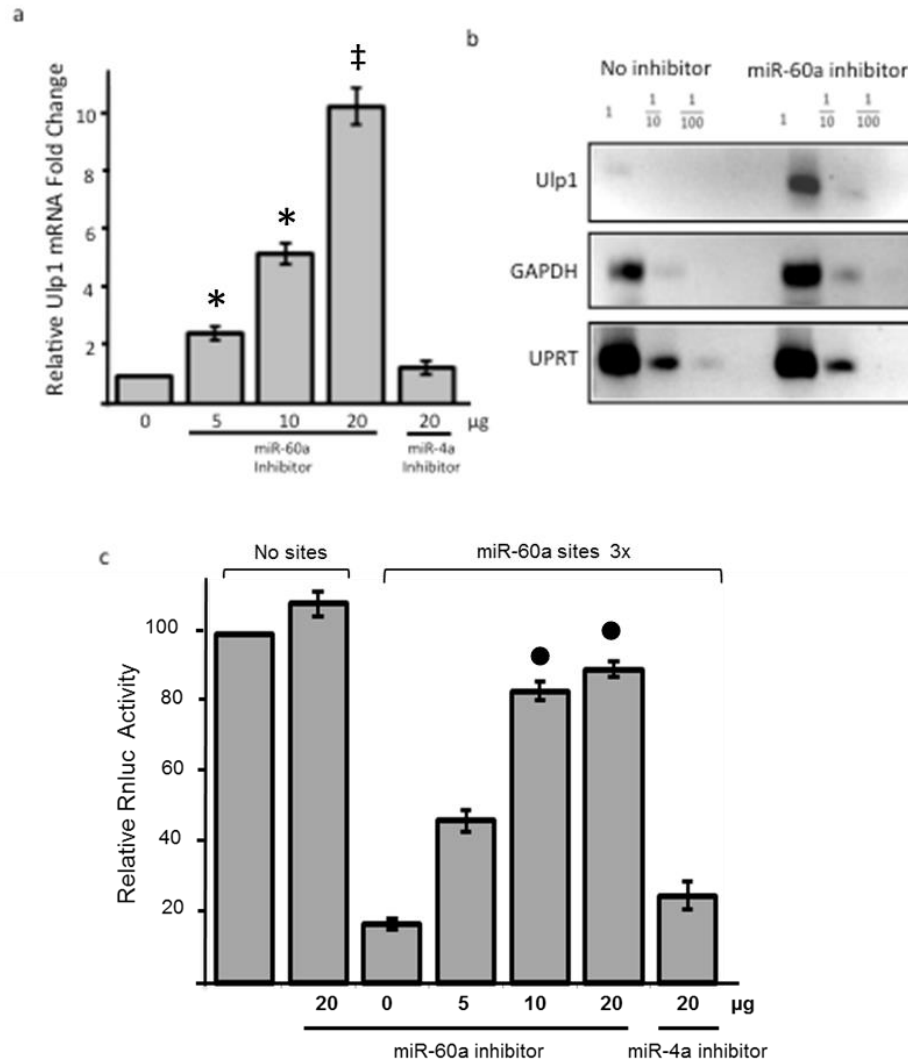 a
Relative Ulp1 mRNA Fold Change
10
8
6
4
2
‡
*
*
0 5 10 20 20 µg
miR-60a
Inhibitor
miR-4a
Inhibitor
b
No inhibitor miR-60a inhibitor
1 1/10 1/100 1 1/10 1/100
Ulp1
GAPDH
UPRT
c
No sites miR-60a sites 3x
Relative Rnluc Activity
100
80
60
40
20
20 0 5 10 20 20 µg
miR-60a inhibitor miR-4a inhibitor